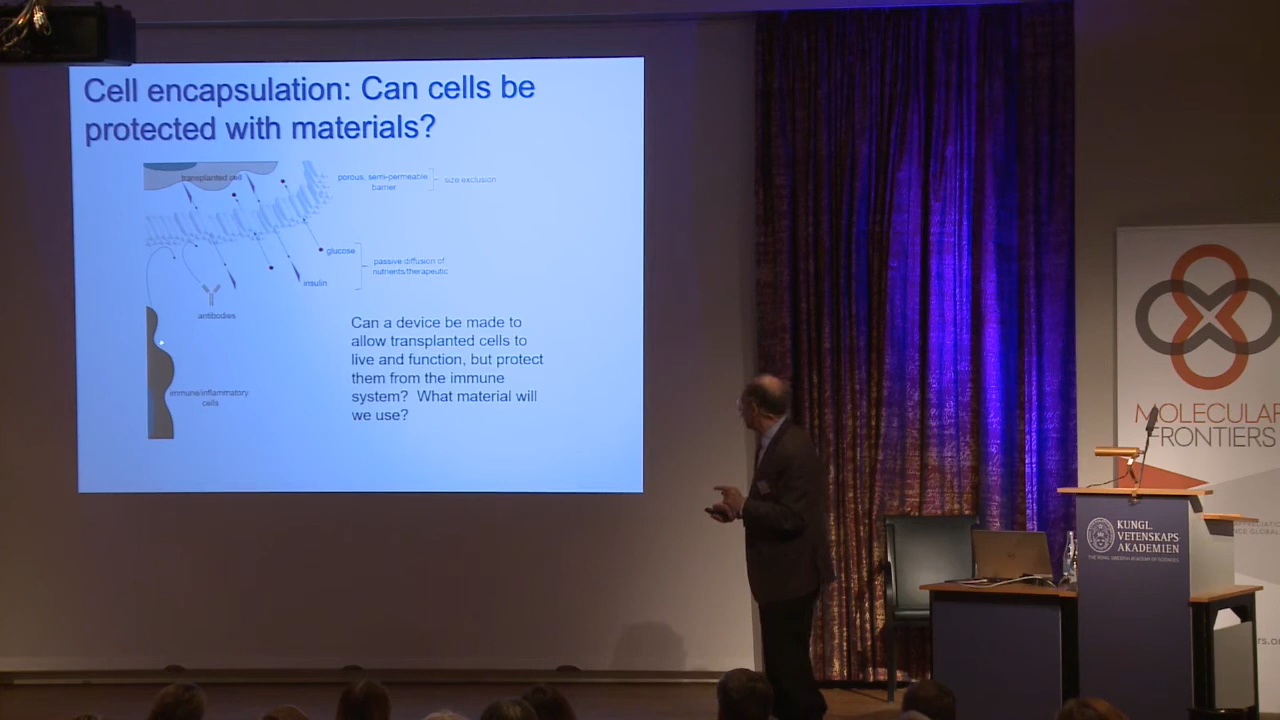 Cell encapsulation: Can cells be
protected with materials?
transplanted cell
porous, semi-permeable
barrier
size exclusion
glucose
passive diffusion of
nutrients/therapeutic
insulin
antibodies
immune/inflammatory
cells
Can a device be made to
allow transplanted cells to
live and function, but protect
them from the immune
system? What material will
we use?
MOLECULAR
FRONTIERS
KUNGL.
VETENSKAPS
AKADEMIEN
THE ROYAL SWEDISH ACADEMY OF SCIENCES